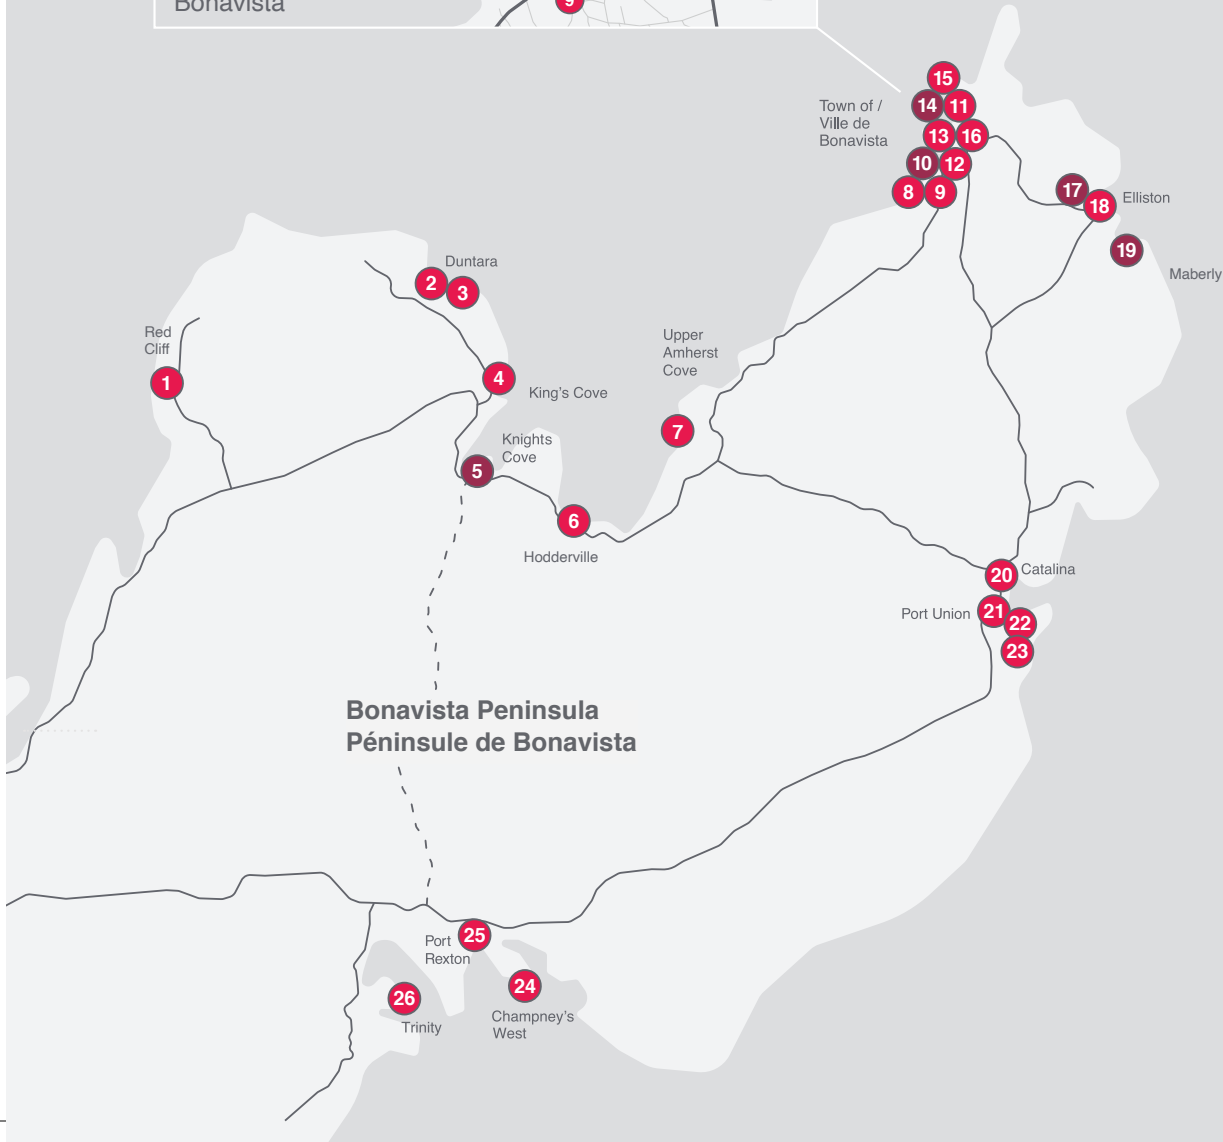 Bonavista
9
15
Town of /
Ville de
Bonavista
14
11
13
16
10
12
8
9
17
18
Elliston
19
Maberly
Duntara
2
3
Red
Cliff
1
4
King's Cove
Upper
Amherst
Cove
7
Knights
Cove
5
6
Hodderville
20
Catalina
Port Union
21
22
23
Bonavista Peninsula
Péninsule de Bonavista
Port
Rexton
25
24
Champney's
West
26
Trinity